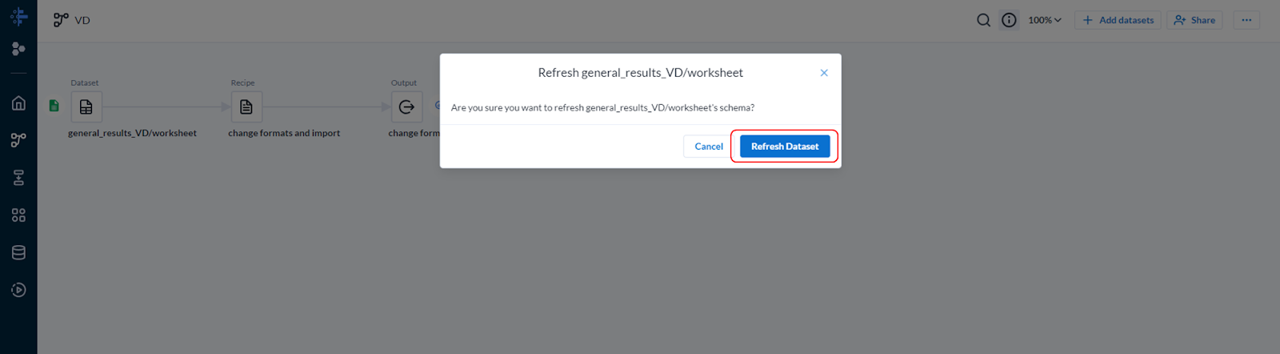 VD
100%
Add datasets
Share
Refresh general_results_VD/worksheet
Are you sure you want to refresh general_results_VD/worksheet's schema?
Cancel
Refresh Dataset
Dataset
Recipe
Output
general_results_VD/worksheet
change formats and import
change form